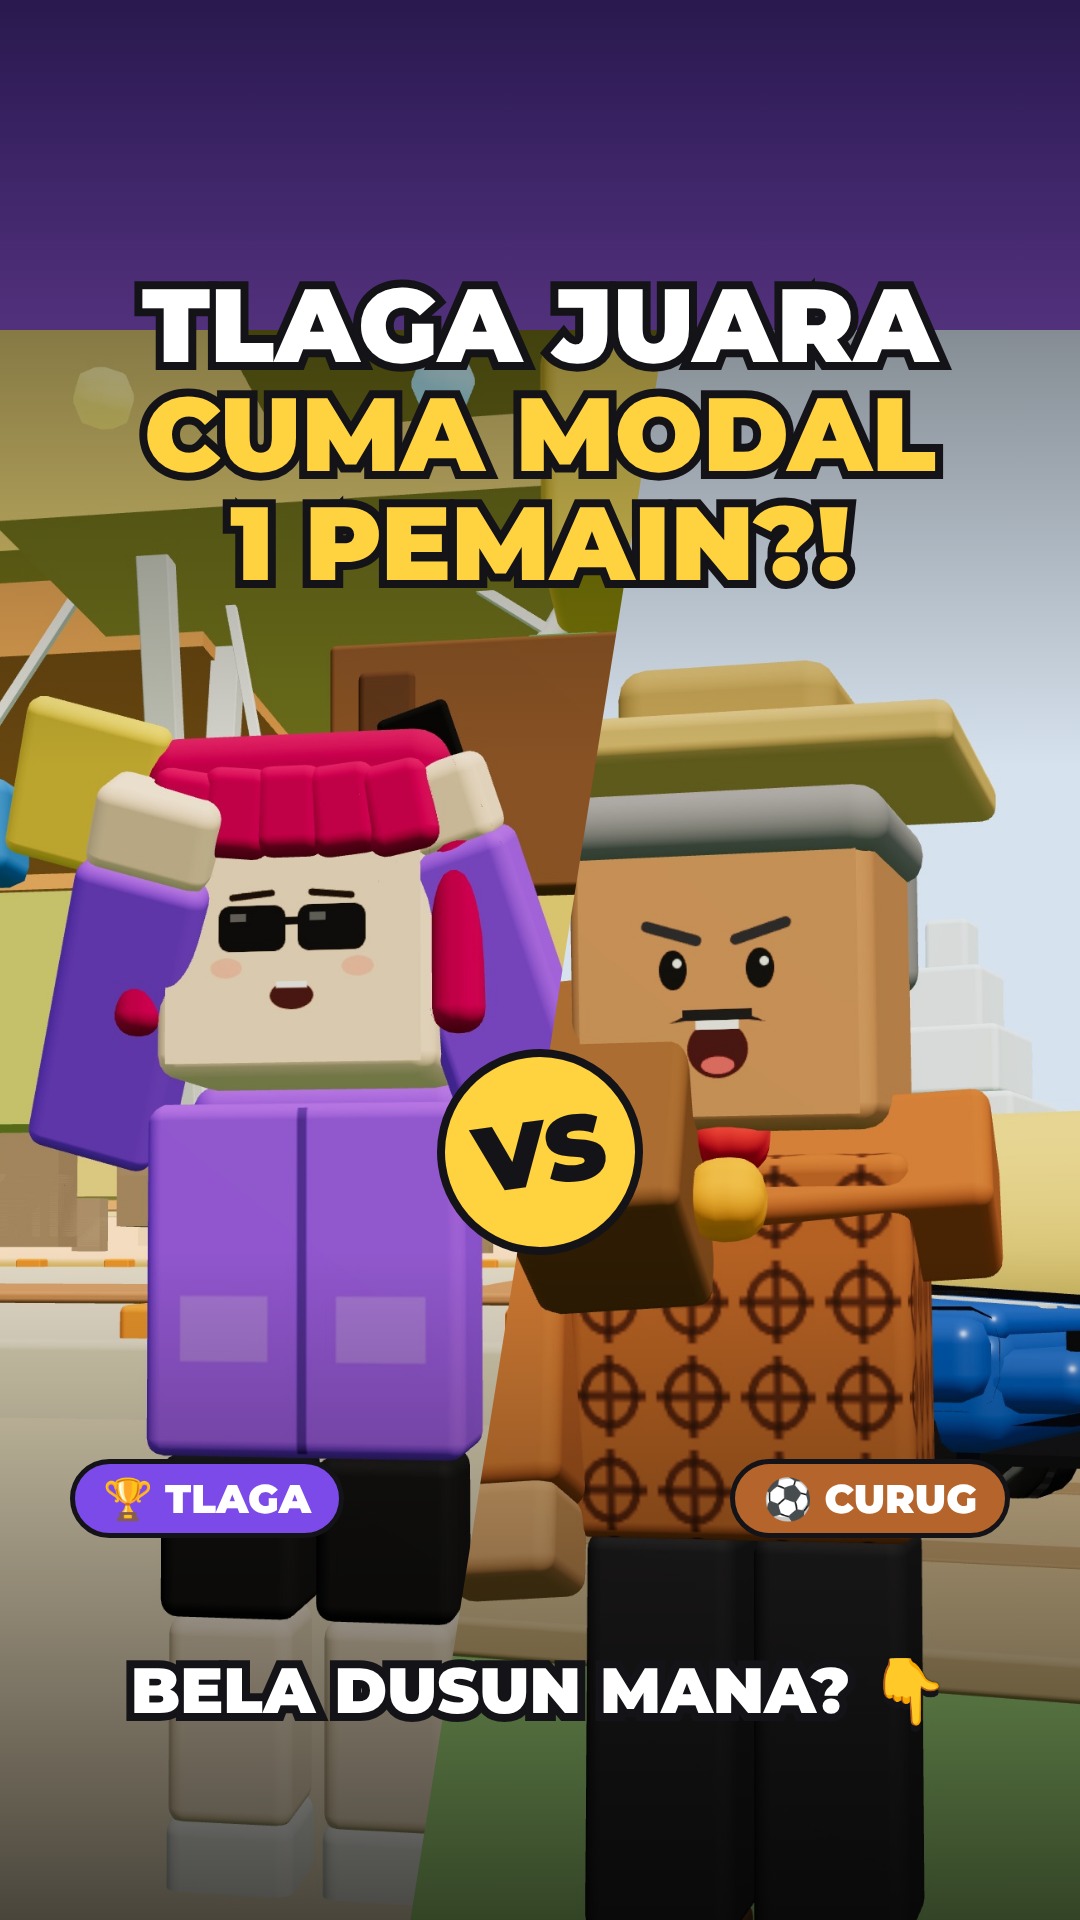 TLAGA JUARA
CUMA MODAL
1 PEMAIN?!
VS
🏆 TLAGA
⚽ CURUG
BELA DUSUN MANA? 👇